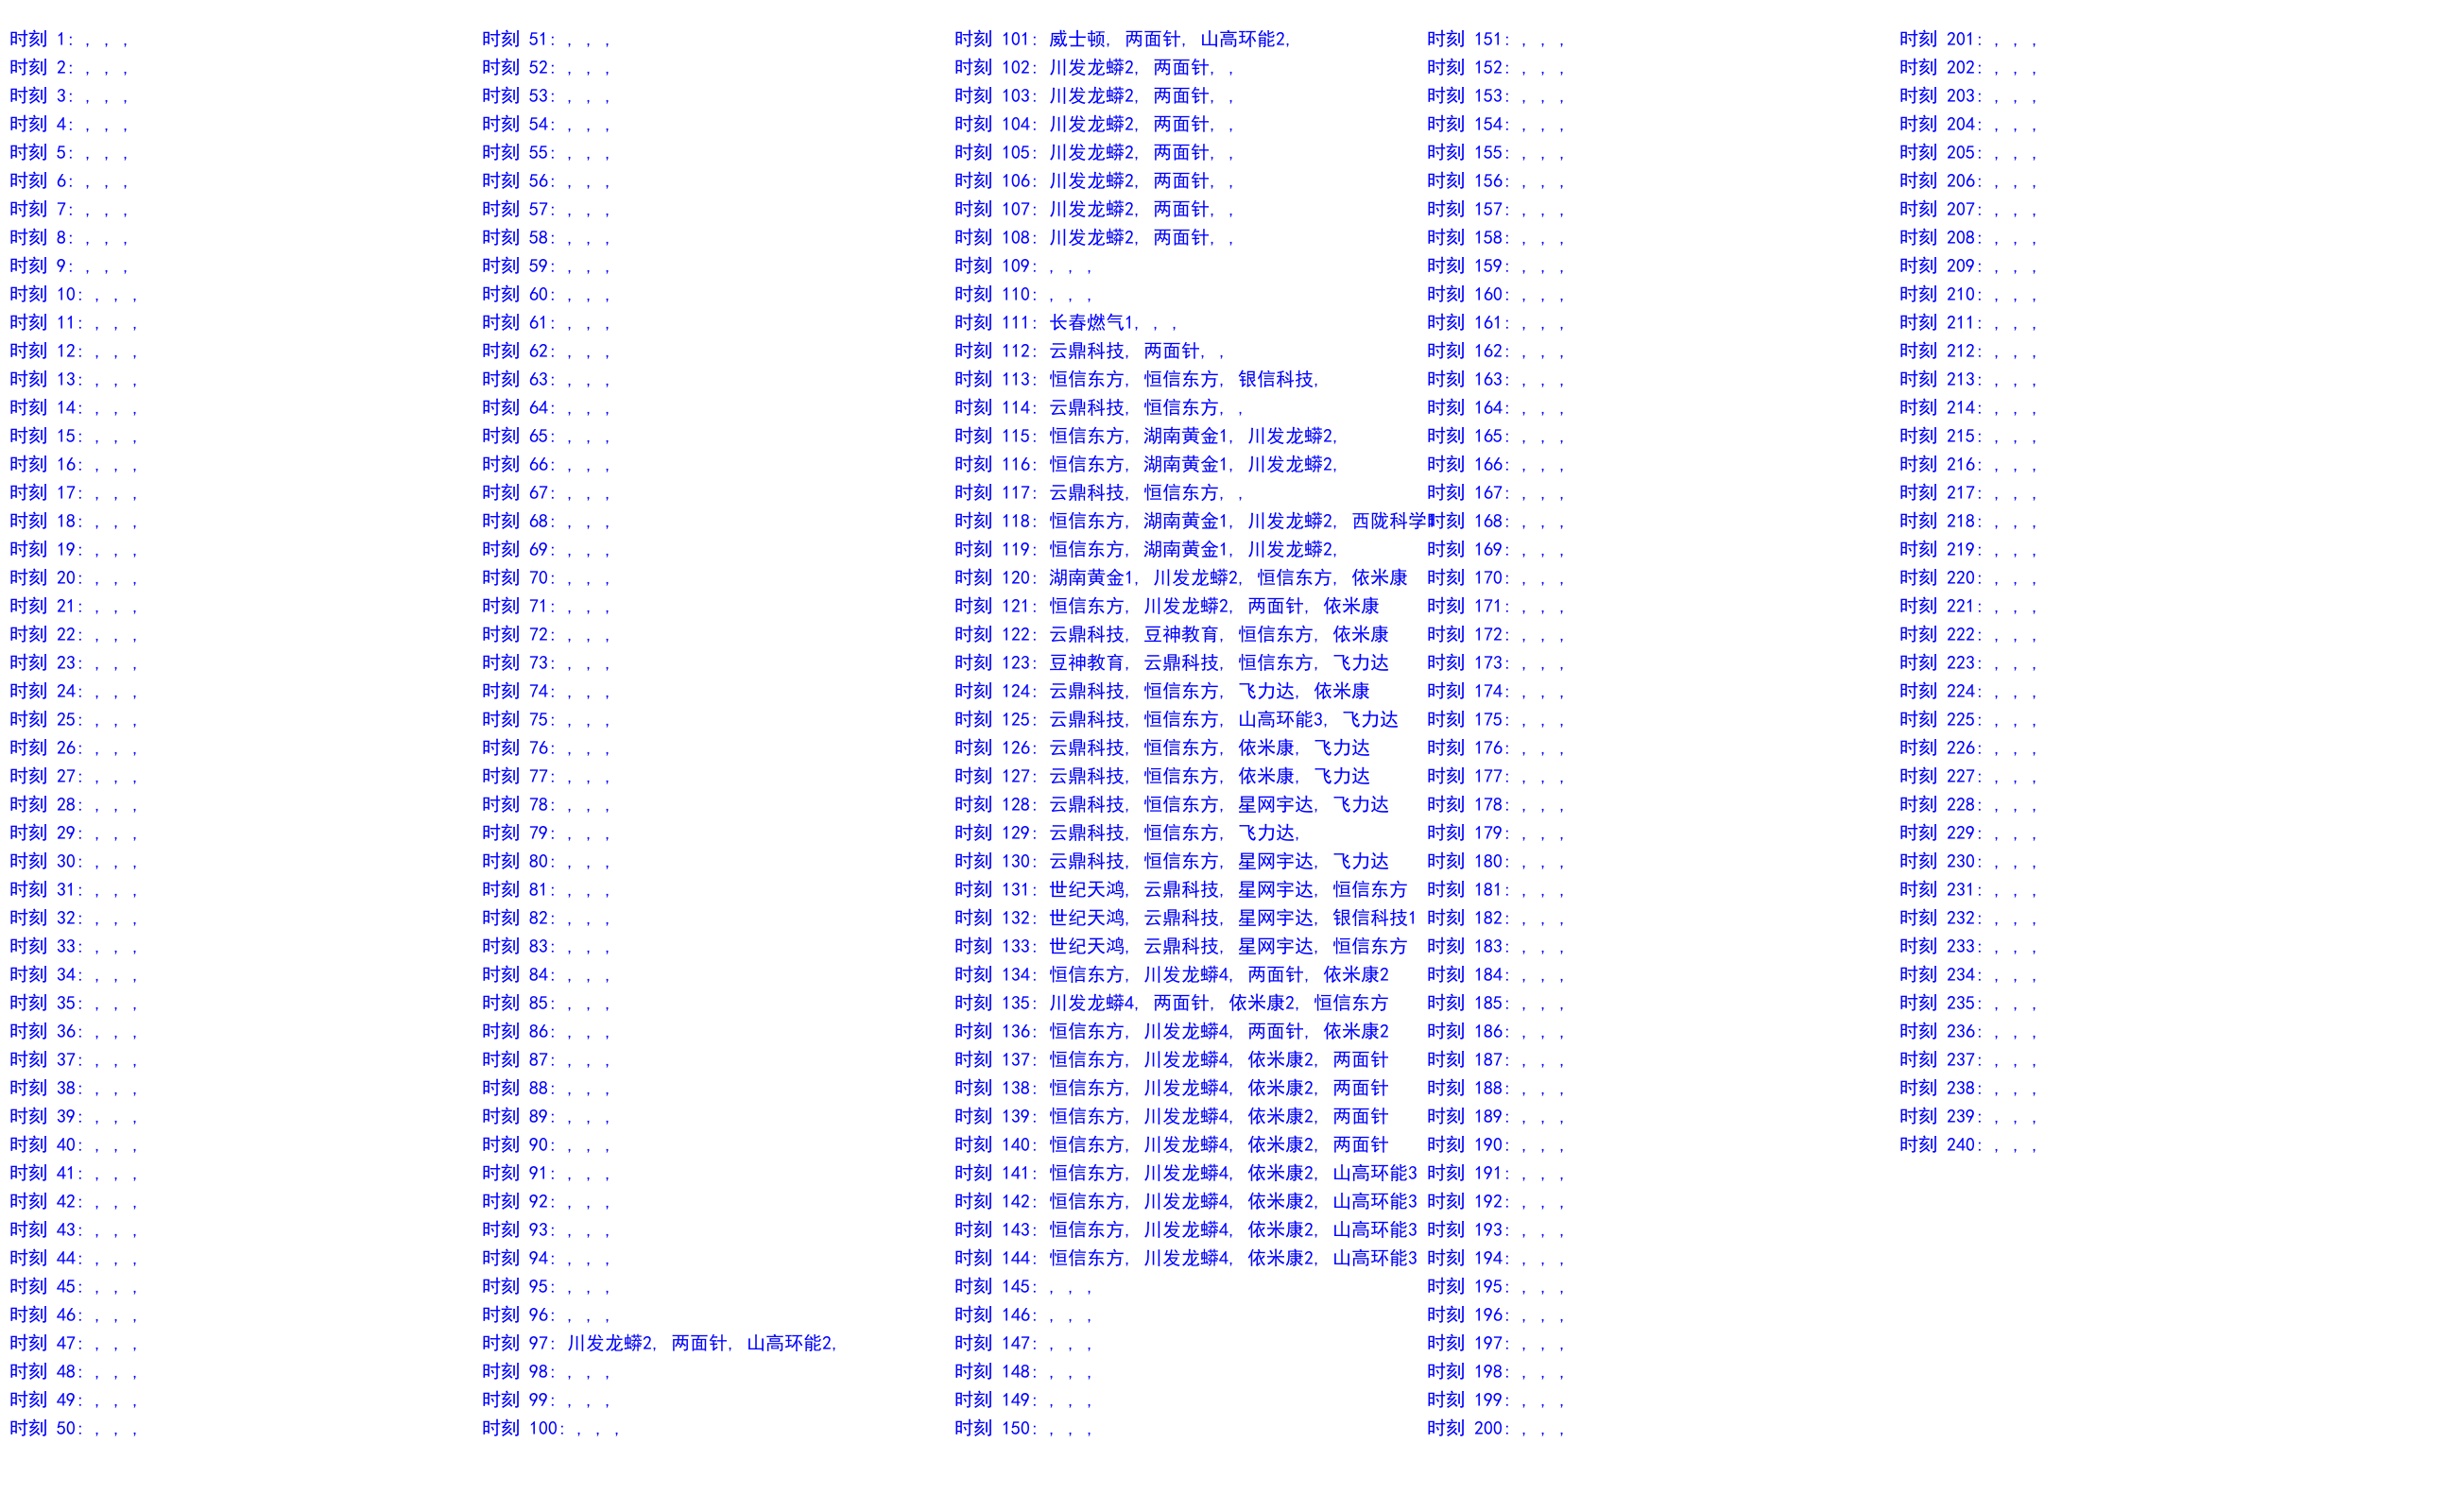 时刻 1: , , ,
时刻 2: , , ,
时刻 3: , , ,
时刻 4: , , ,
时刻 5: , , ,
时刻 6: , , ,
时刻 7: , , ,
时刻 8: , , ,
时刻 9: , , ,
时刻 10: , , ,
时刻 11: , , ,
时刻 12: , , ,
时刻 13: , , ,
时刻 14: , , ,
时刻 15: , , ,
时刻 16: , , ,
时刻 17: , , ,
时刻 18: , , ,
时刻 19: , , ,
时刻 20: , , ,
时刻 21: , , ,
时刻 22: , , ,
时刻 23: , , ,
时刻 24: , , ,
时刻 25: , , ,
时刻 26: , , ,
时刻 27: , , ,
时刻 28: , , ,
时刻 29: , , ,
时刻 30: , , ,
时刻 31: , , ,
时刻 32: , , ,
时刻 33: , , ,
时刻 34: , , ,
时刻 35: , , ,
时刻 36: , , ,
时刻 37: , , ,
时刻 38: , , ,
时刻 39: , , ,
时刻 40: , , ,
时刻 41: , , ,
时刻 42: , , ,
时刻 43: , , ,
时刻 44: , , ,
时刻 45: , , ,
时刻 46: , , ,
时刻 47: , , ,
时刻 48: , , ,
时刻 49: , , ,
时刻 50: , , ,
时刻 51: , , ,
时刻 52: , , ,
时刻 53: , , ,
时刻 54: , , ,
时刻 55: , , ,
时刻 56: , , ,
时刻 57: , , ,
时刻 58: , , ,
时刻 59: , , ,
时刻 60: , , ,
时刻 61: , , ,
时刻 62: , , ,
时刻 63: , , ,
时刻 64: , , ,
时刻 65: , , ,
时刻 66: , , ,
时刻 67: , , ,
时刻 68: , , ,
时刻 69: , , ,
时刻 70: , , ,
时刻 71: , , ,
时刻 72: , , ,
时刻 73: , , ,
时刻 74: , , ,
时刻 75: , , ,
时刻 76: , , ,
时刻 77: , , ,
时刻 78: , , ,
时刻 79: , , ,
时刻 80: , , ,
时刻 81: , , ,
时刻 82: , , ,
时刻 83: , , ,
时刻 84: , , ,
时刻 85: , , ,
时刻 86: , , ,
时刻 87: , , ,
时刻 88: , , ,
时刻 89: , , ,
时刻 90: , , ,
时刻 91: , , ,
时刻 92: , , ,
时刻 93: , , ,
时刻 94: , , ,
时刻 95: , , ,
时刻 96: , , ,
时刻 97: 川发龙蟒2, 两面针, 山高环能2,
时刻 98: , , ,
时刻 99: , , ,
时刻 100: , , ,
时刻 101: 威士顿, 两面针, 山高环能2,
时刻 102: 川发龙蟒2, 两面针, ,
时刻 103: 川发龙蟒2, 两面针, ,
时刻 104: 川发龙蟒2, 两面针, ,
时刻 105: 川发龙蟒2, 两面针, ,
时刻 106: 川发龙蟒2, 两面针, ,
时刻 107: 川发龙蟒2, 两面针, ,
时刻 108: 川发龙蟒2, 两面针, ,
时刻 109: , , ,
时刻 110: , , ,
时刻 111: 长春燃气1, , ,
时刻 112: 云鼎科技, 两面针, ,
时刻 113: 恒信东方, 恒信东方, 银信科技,
时刻 114: 云鼎科技, 恒信东方, ,
时刻 115: 恒信东方, 湖南黄金1, 川发龙蟒2,
时刻 116: 恒信东方, 湖南黄金1, 川发龙蟒2,
时刻 117: 云鼎科技, 恒信东方, ,
时刻 118: 恒信东方, 湖南黄金1, 川发龙蟒2, 西陇科学
时刻 119: 恒信东方, 湖南黄金1, 川发龙蟒2,
时刻 120: 湖南黄金1, 川发龙蟒2, 恒信东方, 依米康
时刻 121: 恒信东方, 川发龙蟒2, 两面针, 依米康
时刻 122: 云鼎科技, 豆神教育, 恒信东方, 依米康
时刻 123: 豆神教育, 云鼎科技, 恒信东方, 飞力达
时刻 124: 云鼎科技, 恒信东方, 飞力达, 依米康
时刻 125: 云鼎科技, 恒信东方, 山高环能3, 飞力达
时刻 126: 云鼎科技, 恒信东方, 依米康, 飞力达
时刻 127: 云鼎科技, 恒信东方, 依米康, 飞力达
时刻 128: 云鼎科技, 恒信东方, 星网宇达, 飞力达
时刻 129: 云鼎科技, 恒信东方, 飞力达,
时刻 130: 云鼎科技, 恒信东方, 星网宇达, 飞力达
时刻 131: 世纪天鸿, 云鼎科技, 星网宇达, 恒信东方
时刻 132: 世纪天鸿, 云鼎科技, 星网宇达, 银信科技1
时刻 133: 世纪天鸿, 云鼎科技, 星网宇达, 恒信东方
时刻 134: 恒信东方, 川发龙蟒4, 两面针, 依米康2
时刻 135: 川发龙蟒4, 两面针, 依米康2, 恒信东方
时刻 136: 恒信东方, 川发龙蟒4, 两面针, 依米康2
时刻 137: 恒信东方, 川发龙蟒4, 依米康2, 两面针
时刻 138: 恒信东方, 川发龙蟒4, 依米康2, 两面针
时刻 139: 恒信东方, 川发龙蟒4, 依米康2, 两面针
时刻 140: 恒信东方, 川发龙蟒4, 依米康2, 两面针
时刻 141: 恒信东方, 川发龙蟒4, 依米康2, 山高环能3
时刻 142: 恒信东方, 川发龙蟒4, 依米康2, 山高环能3
时刻 143: 恒信东方, 川发龙蟒4, 依米康2, 山高环能3
时刻 144: 恒信东方, 川发龙蟒4, 依米康2, 山高环能3
时刻 145: , , ,
时刻 146: , , ,
时刻 147: , , ,
时刻 148: , , ,
时刻 149: , , ,
时刻 150: , , ,
时刻 151: , , ,
时刻 152: , , ,
时刻 153: , , ,
时刻 154: , , ,
时刻 155: , , ,
时刻 156: , , ,
时刻 157: , , ,
时刻 158: , , ,
时刻 159: , , ,
时刻 160: , , ,
时刻 161: , , ,
时刻 162: , , ,
时刻 163: , , ,
时刻 164: , , ,
时刻 165: , , ,
时刻 166: , , ,
时刻 167: , , ,
时刻 168: , , ,
时刻 169: , , ,
时刻 170: , , ,
时刻 171: , , ,
时刻 172: , , ,
时刻 173: , , ,
时刻 174: , , ,
时刻 175: , , ,
时刻 176: , , ,
时刻 177: , , ,
时刻 178: , , ,
时刻 179: , , ,
时刻 180: , , ,
时刻 181: , , ,
时刻 182: , , ,
时刻 183: , , ,
时刻 184: , , ,
时刻 185: , , ,
时刻 186: , , ,
时刻 187: , , ,
时刻 188: , , ,
时刻 189: , , ,
时刻 190: , , ,
时刻 191: , , ,
时刻 192: , , ,
时刻 193: , , ,
时刻 194: , , ,
时刻 195: , , ,
时刻 196: , , ,
时刻 197: , , ,
时刻 198: , , ,
时刻 199: , , ,
时刻 200: , , ,
时刻 201: , , ,
时刻 202: , , ,
时刻 203: , , ,
时刻 204: , , ,
时刻 205: , , ,
时刻 206: , , ,
时刻 207: , , ,
时刻 208: , , ,
时刻 209: , , ,
时刻 210: , , ,
时刻 211: , , ,
时刻 212: , , ,
时刻 213: , , ,
时刻 214: , , ,
时刻 215: , , ,
时刻 216: , , ,
时刻 217: , , ,
时刻 218: , , ,
时刻 219: , , ,
时刻 220: , , ,
时刻 221: , , ,
时刻 222: , , ,
时刻 223: , , ,
时刻 224: , , ,
时刻 225: , , ,
时刻 226: , , ,
时刻 227: , , ,
时刻 228: , , ,
时刻 229: , , ,
时刻 230: , , ,
时刻 231: , , ,
时刻 232: , , ,
时刻 233: , , ,
时刻 234: , , ,
时刻 235: , , ,
时刻 236: , , ,
时刻 237: , , ,
时刻 238: , , ,
时刻 239: , , ,
时刻 240: , , ,